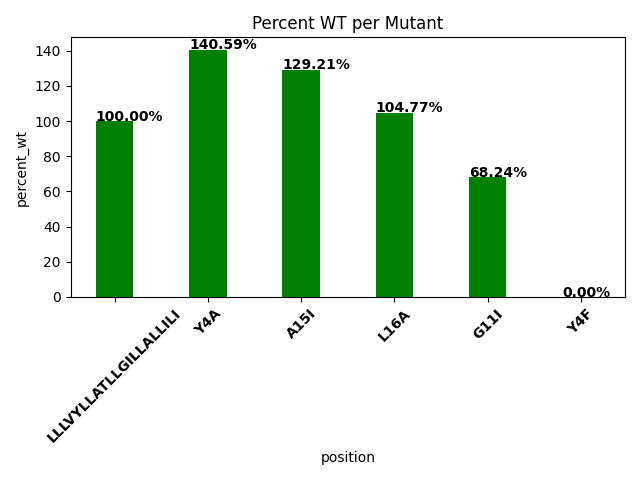 Percent WT per Mutant
percent_wt
140
120
100
80
60
40
20
0
100.00%
140.59%
129.21%
104.77%
68.24%
0.00%
LLLVYLLATLLGILLALLILI
Y4A
A15I
L16A
G11I
Y4F
position